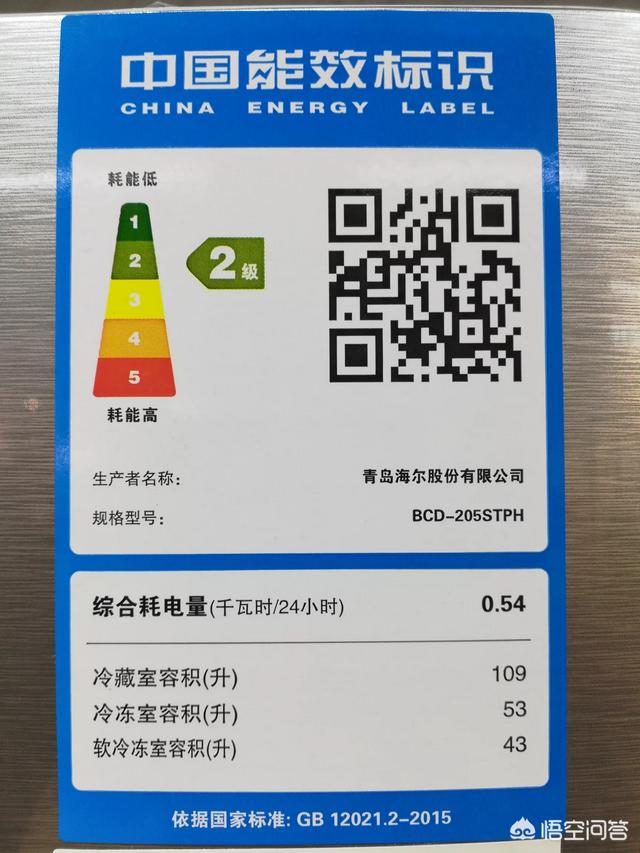 中国能效标识
CHINA ENERGY LABEL
耗能低
1
2
3
4
5
2级
耗能高
生产者名称: 青岛海尔股份有限公司
规格型号: BCD-205STPH
综合耗电量(千瓦时/24小时) 0.54
冷藏室容积(升) 109
冷冻室容积(升) 53
软冷冻室容积(升) 43
依据国家标准: GB 12021.2-2015
悟空问答